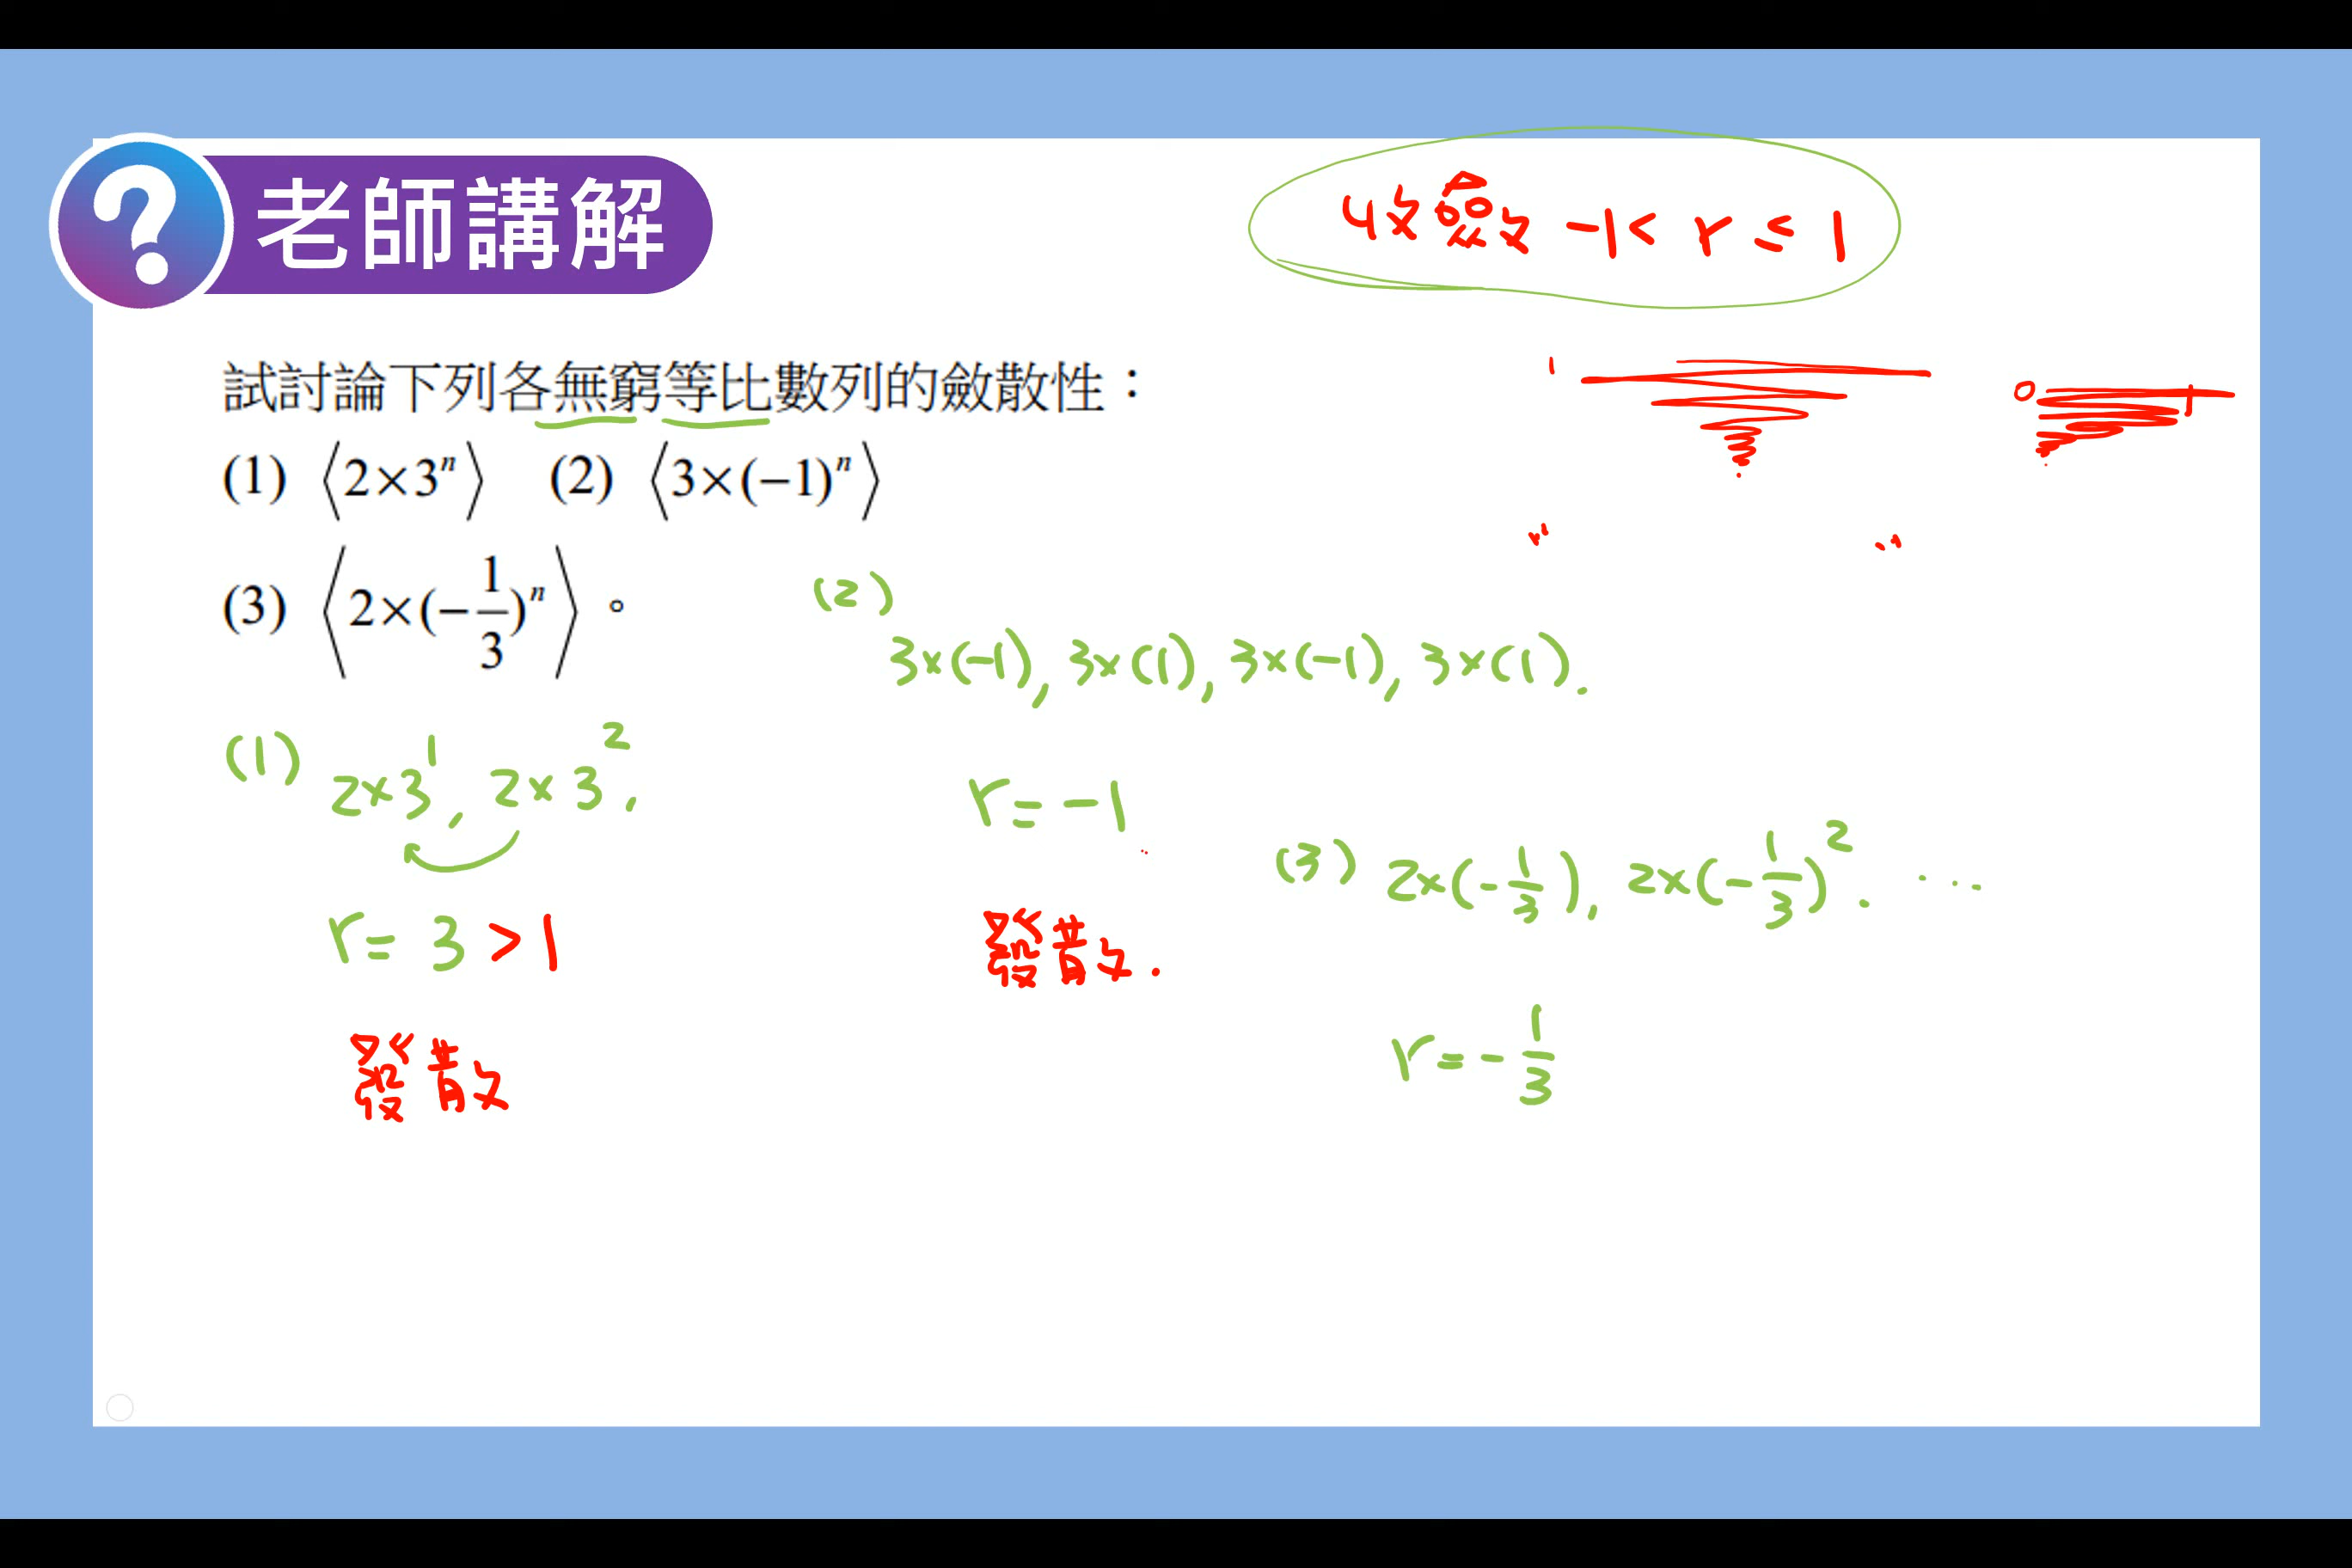 老師講解
收斂 -1 < r ≤ 1
試討論下列各無窮等比數列的斂散性：
(1) ⟨2×3ⁿ⟩ (2) ⟨3×(−1)ⁿ⟩
(3) ⟨2×(−1/3)ⁿ⟩。
(2)
3×(-1), 3×(1), 3×(-1), 3×(1).
(1) 2×3¹, 2×3².
r = -1
(3) 2×(-1/3), 2×(-1/3)². ...
r = 3 > 1
發散.
r = -1/3
發散